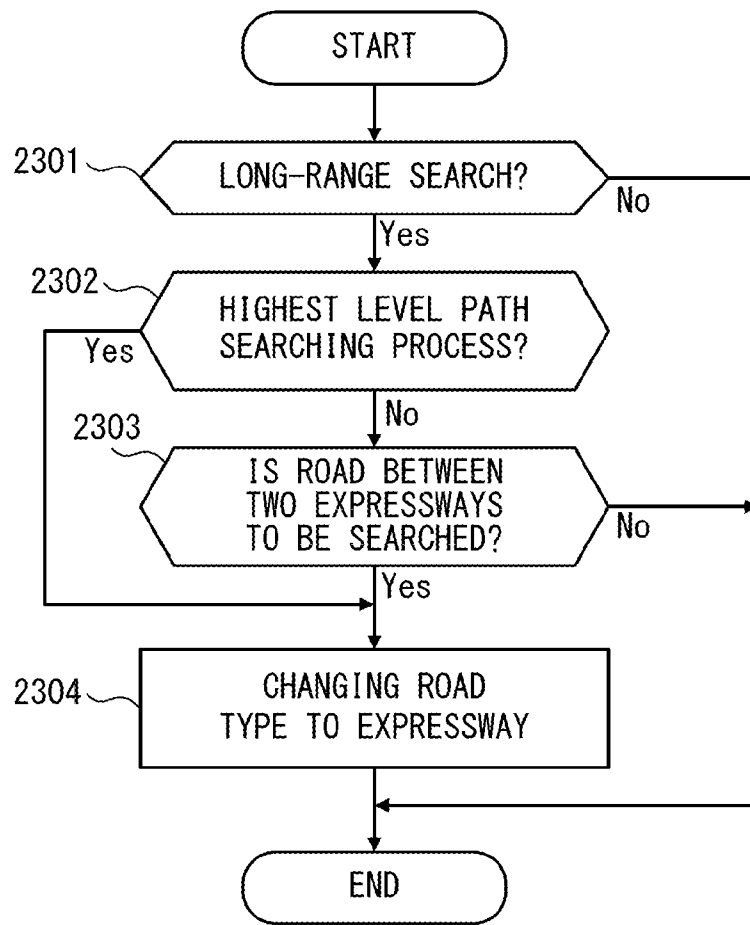 START
2301
LONG-RANGE SEARCH?
No
Yes
2302
HIGHEST LEVEL PATH
SEARCHING PROCESS?
Yes
No
2303
IS ROAD BETWEEN
TWO EXPRESSWAYS
TO BE SEARCHED?
No
Yes
2304
CHANGING ROAD
TYPE TO EXPRESSWAY
END